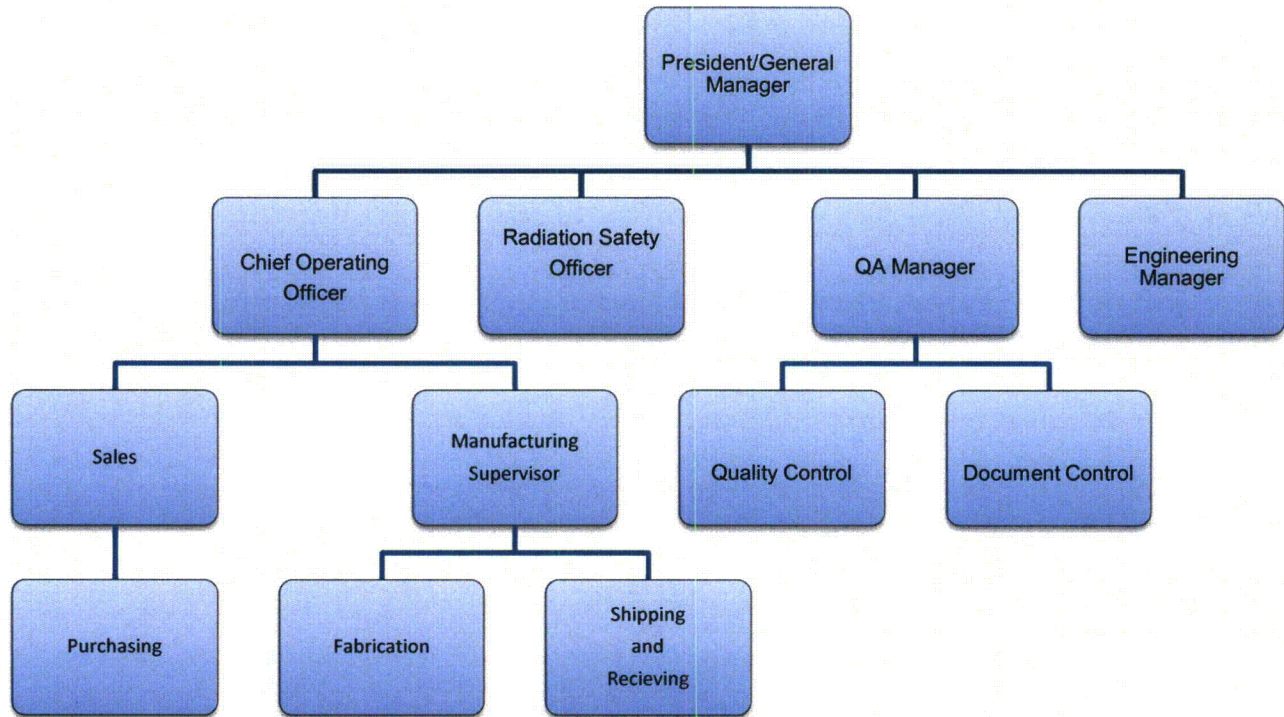 President/General
Manager
Chief Operating
Officer
Radiation Safety
Officer
QA Manager
Engineering
Manager
Sales
Manufacturing
Supervisor
Quality Control
Document Control
Purchasing
Fabrication
Shipping
and
Recieving